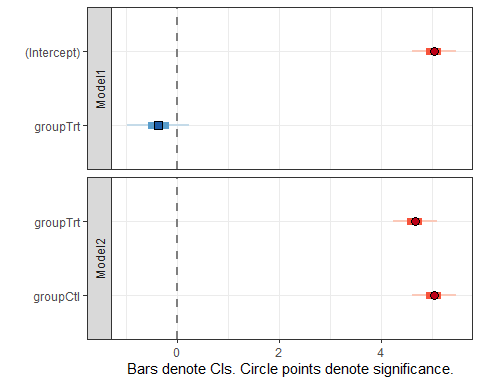 (Intercept)
groupTrt
Model1
groupTrt
groupCtl
Model2
0 2 4
Bars denote CIs. Circle points denote significance.